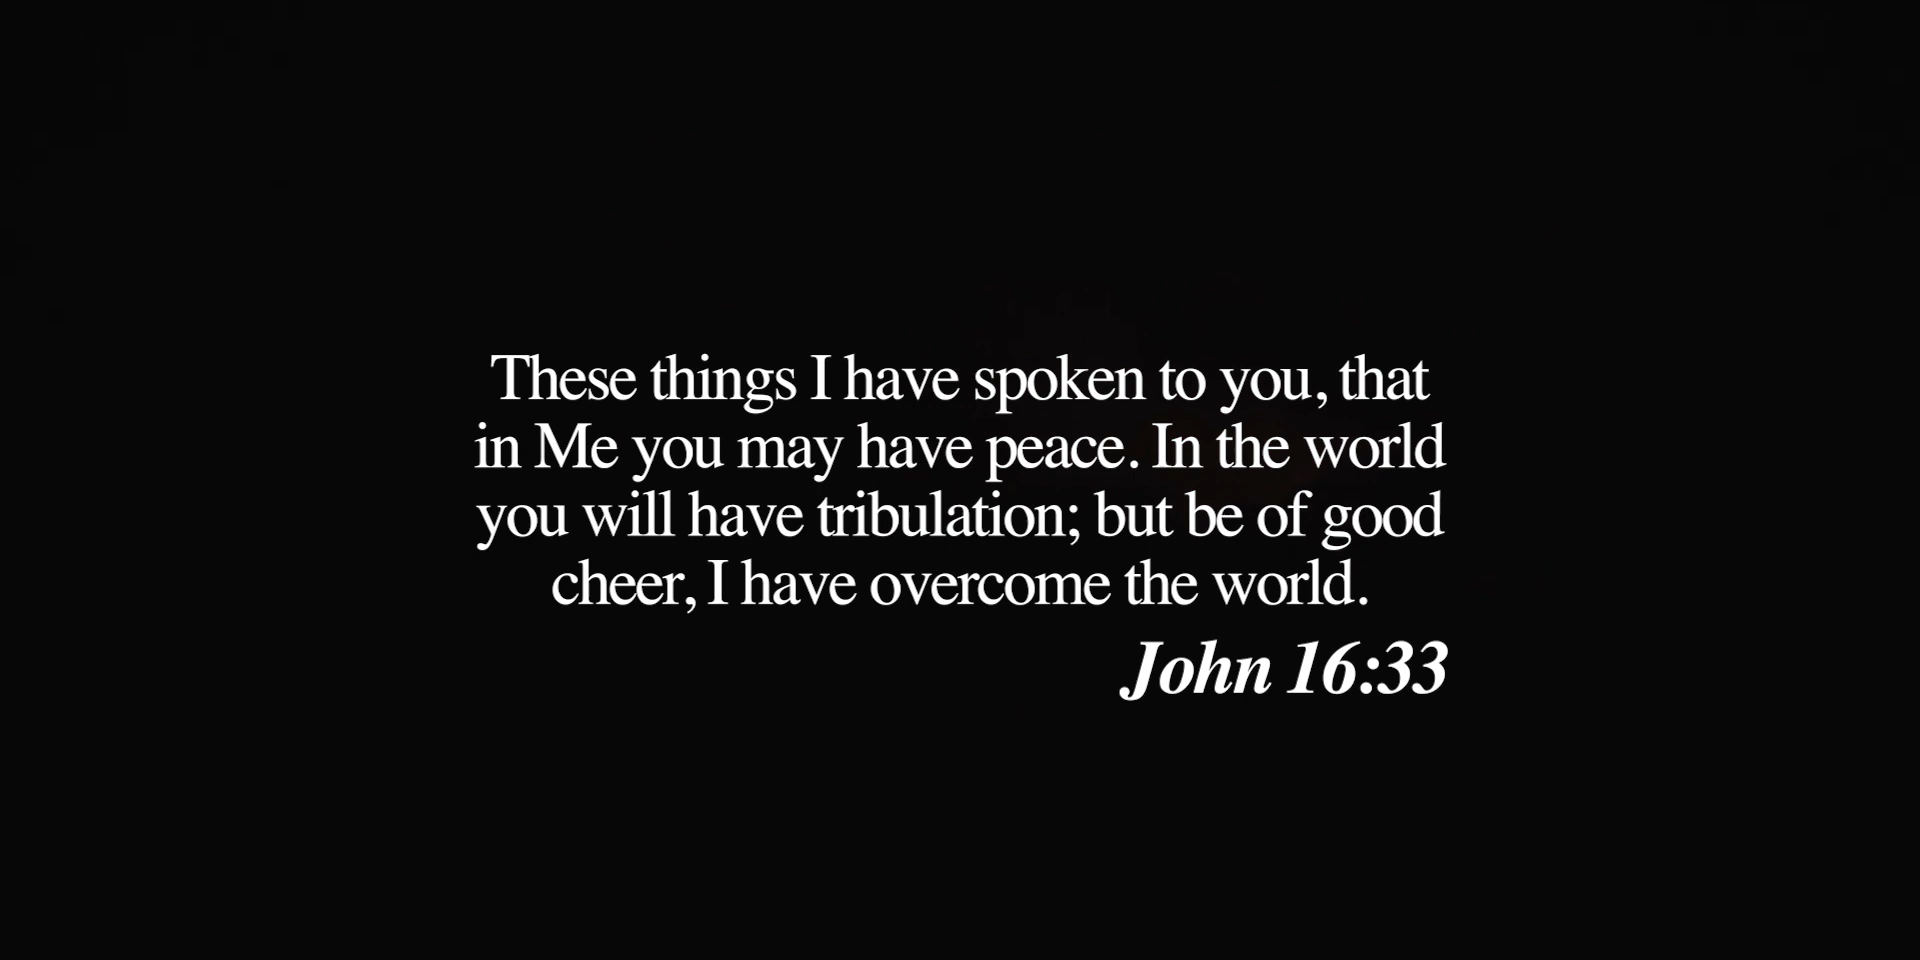 These things I have spoken to you, that
in Me you may have peace. In the world
you will have tribulation; but be of good
cheer, I have overcome the world.
John 16:33